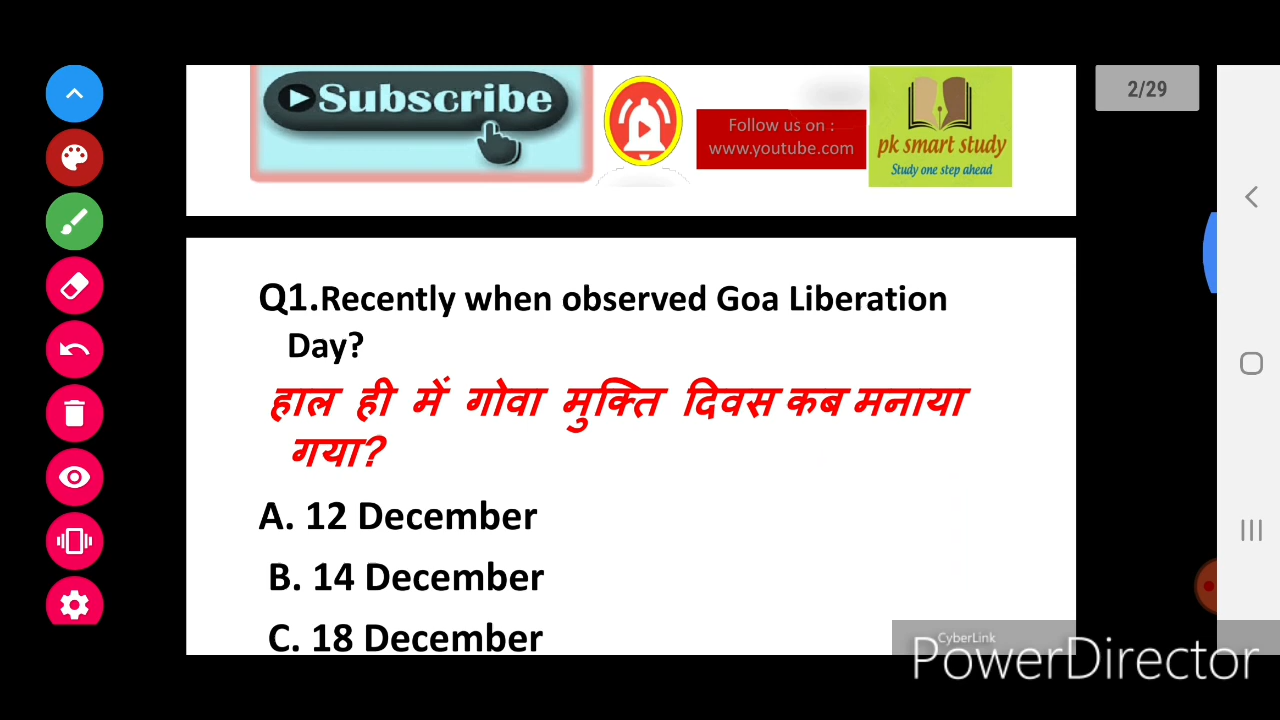 Subscribe
Follow us on :
www.youtube.com
pk smart study
Study one step ahead
2/29
Q1.Recently when observed Goa Liberation
Day?
हाल ही में गोवा मुक्ति दिवस कब मनाया
गया?
A. 12 December
B. 14 December
C. 18 December
CyberLink
PowerDirector